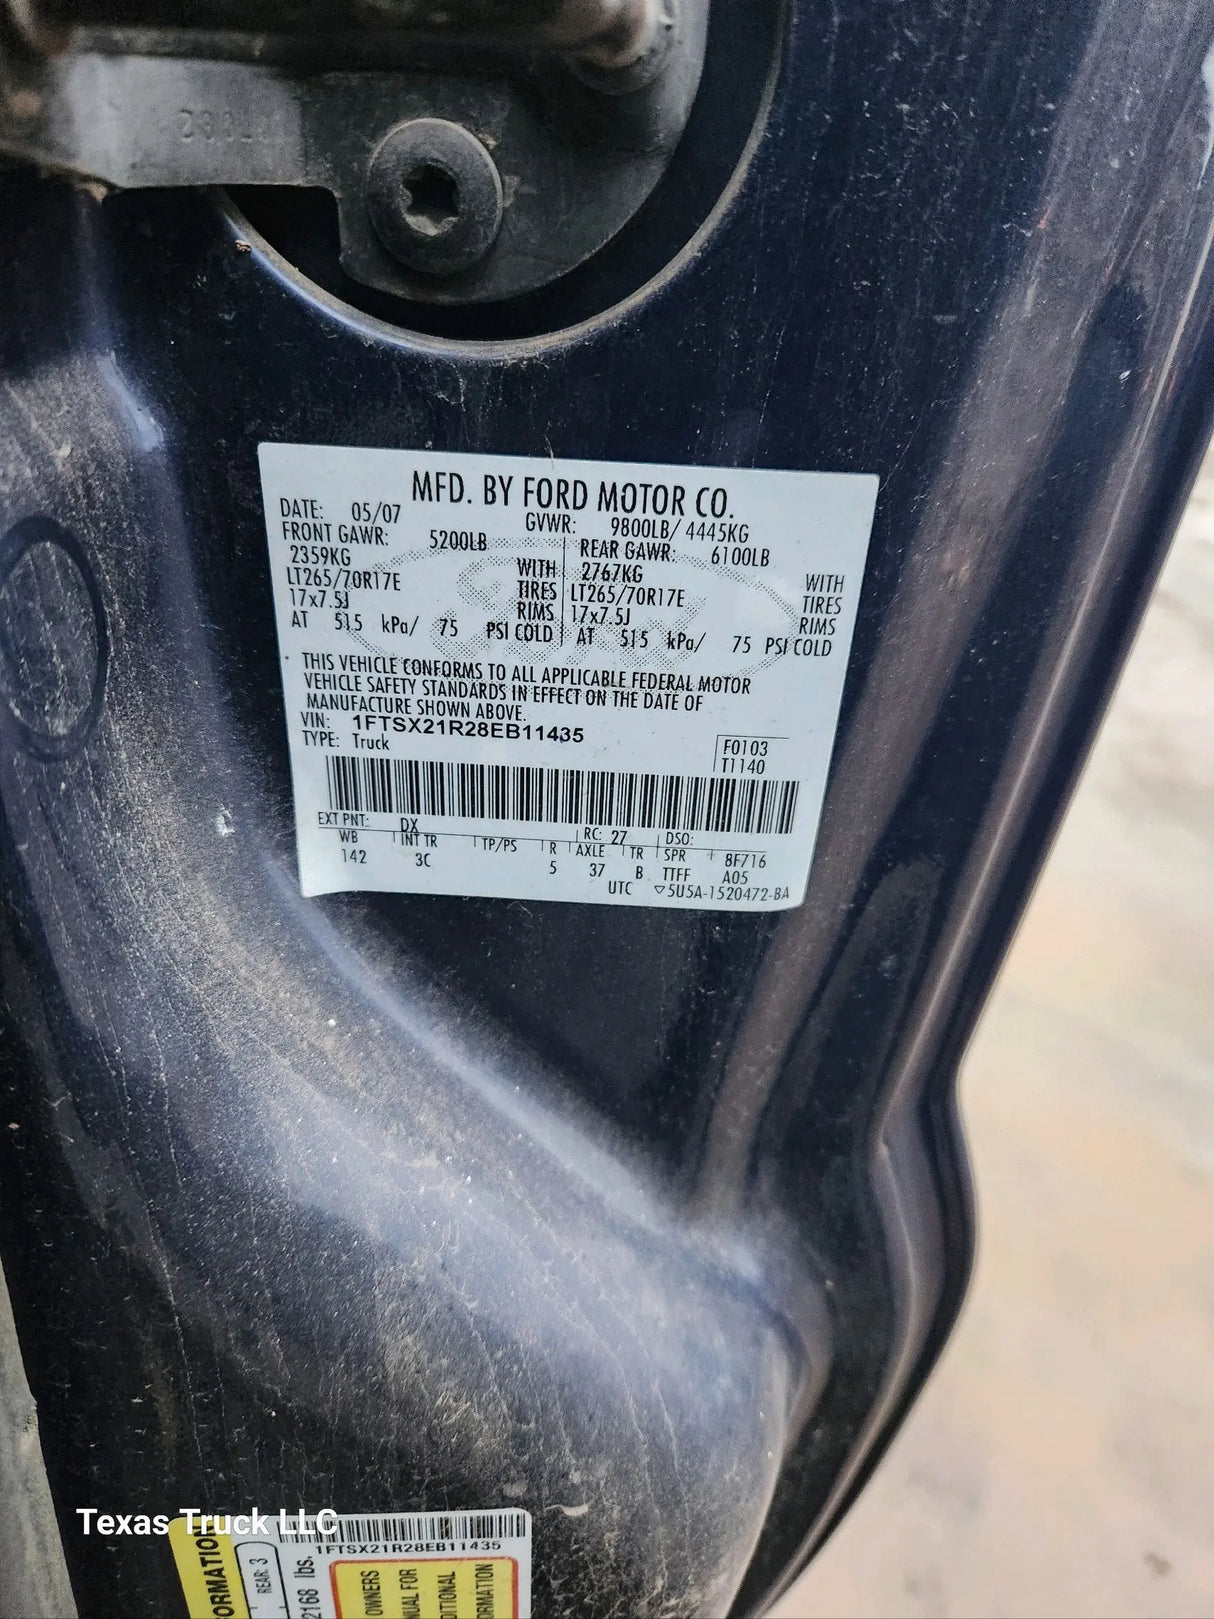 MFD. BY FORD MOTOR CO.
DATE: 05/07 GVWR: 9800LB/ 4445KG
FRONT GAWR: 5200LB REAR GAWR: 6100LB
2359KG WITH 2767KG WITH
LT265/70R17E TIRES LT265/70R17E TIRES
17x7.5J RIMS 17x7.5J RIMS
AT 515 kPa/ 75 PSI COLD AT 515 kPa/ 75 PSI COLD
THIS VEHICLE CONFORMS TO ALL APPLICABLE FEDERAL MOTOR
VEHICLE SAFETY STANDARDS IN EFFECT ON THE DATE OF
MANUFACTURE SHOWN ABOVE.
VIN: 1FTSX21R28EB11435
TYPE: Truck F0103
T1140
EXT PNT: DX RC: 27 DSO:
WB INT TR TP/PS R AXLE TR SPR 8F716
142 3C 5 37 B TTFF A05
UTC ▽5U5A-1520472-BA
Texas Truck LLC
1FTSX21R28EB11435
REAR: 3
2168 lbs.
OWNERS